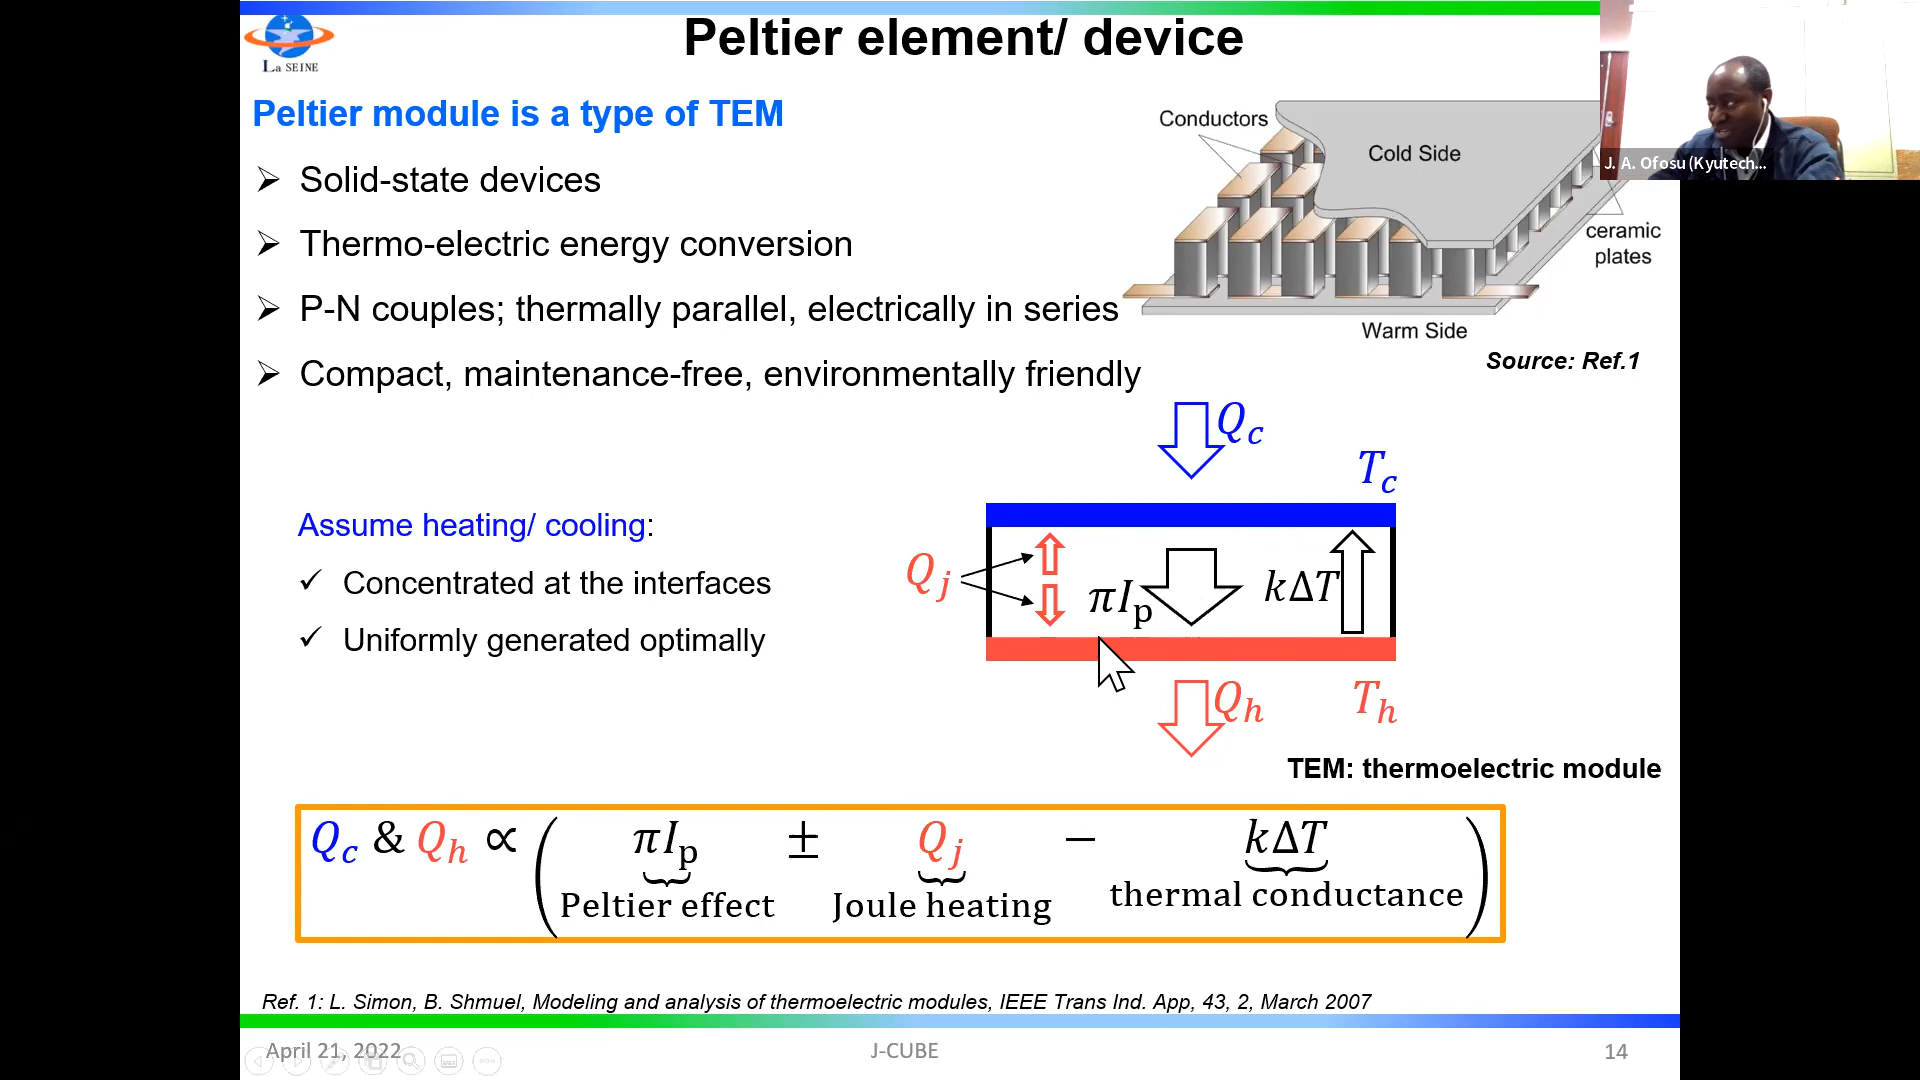 Peltier element/ device
La SEINE
J. A. Ofosu (Kyutech...
Peltier module is a type of TEM
➢ Solid-state devices
➢ Thermo-electric energy conversion
➢ P-N couples; thermally parallel, electrically in series
➢ Compact, maintenance-free, environmentally friendly
Conductors
Cold Side
ceramic
plates
Warm Side
Source: Ref.1
Assume heating/ cooling:
✓ Concentrated at the interfaces
✓ Uniformly generated optimally
Q_c
T_c
Q_j
πI_p
kΔT
Q_h
T_h
TEM: thermoelectric module
Q_c & Q_h ∝ ( πI_p ± Q_j − kΔT )
Peltier effect Joule heating thermal conductance
Ref. 1: L. Simon, B. Shmuel, Modeling and analysis of thermoelectric modules, IEEE Trans Ind. App, 43, 2, March 2007
April 21, 2022
J-CUBE
14